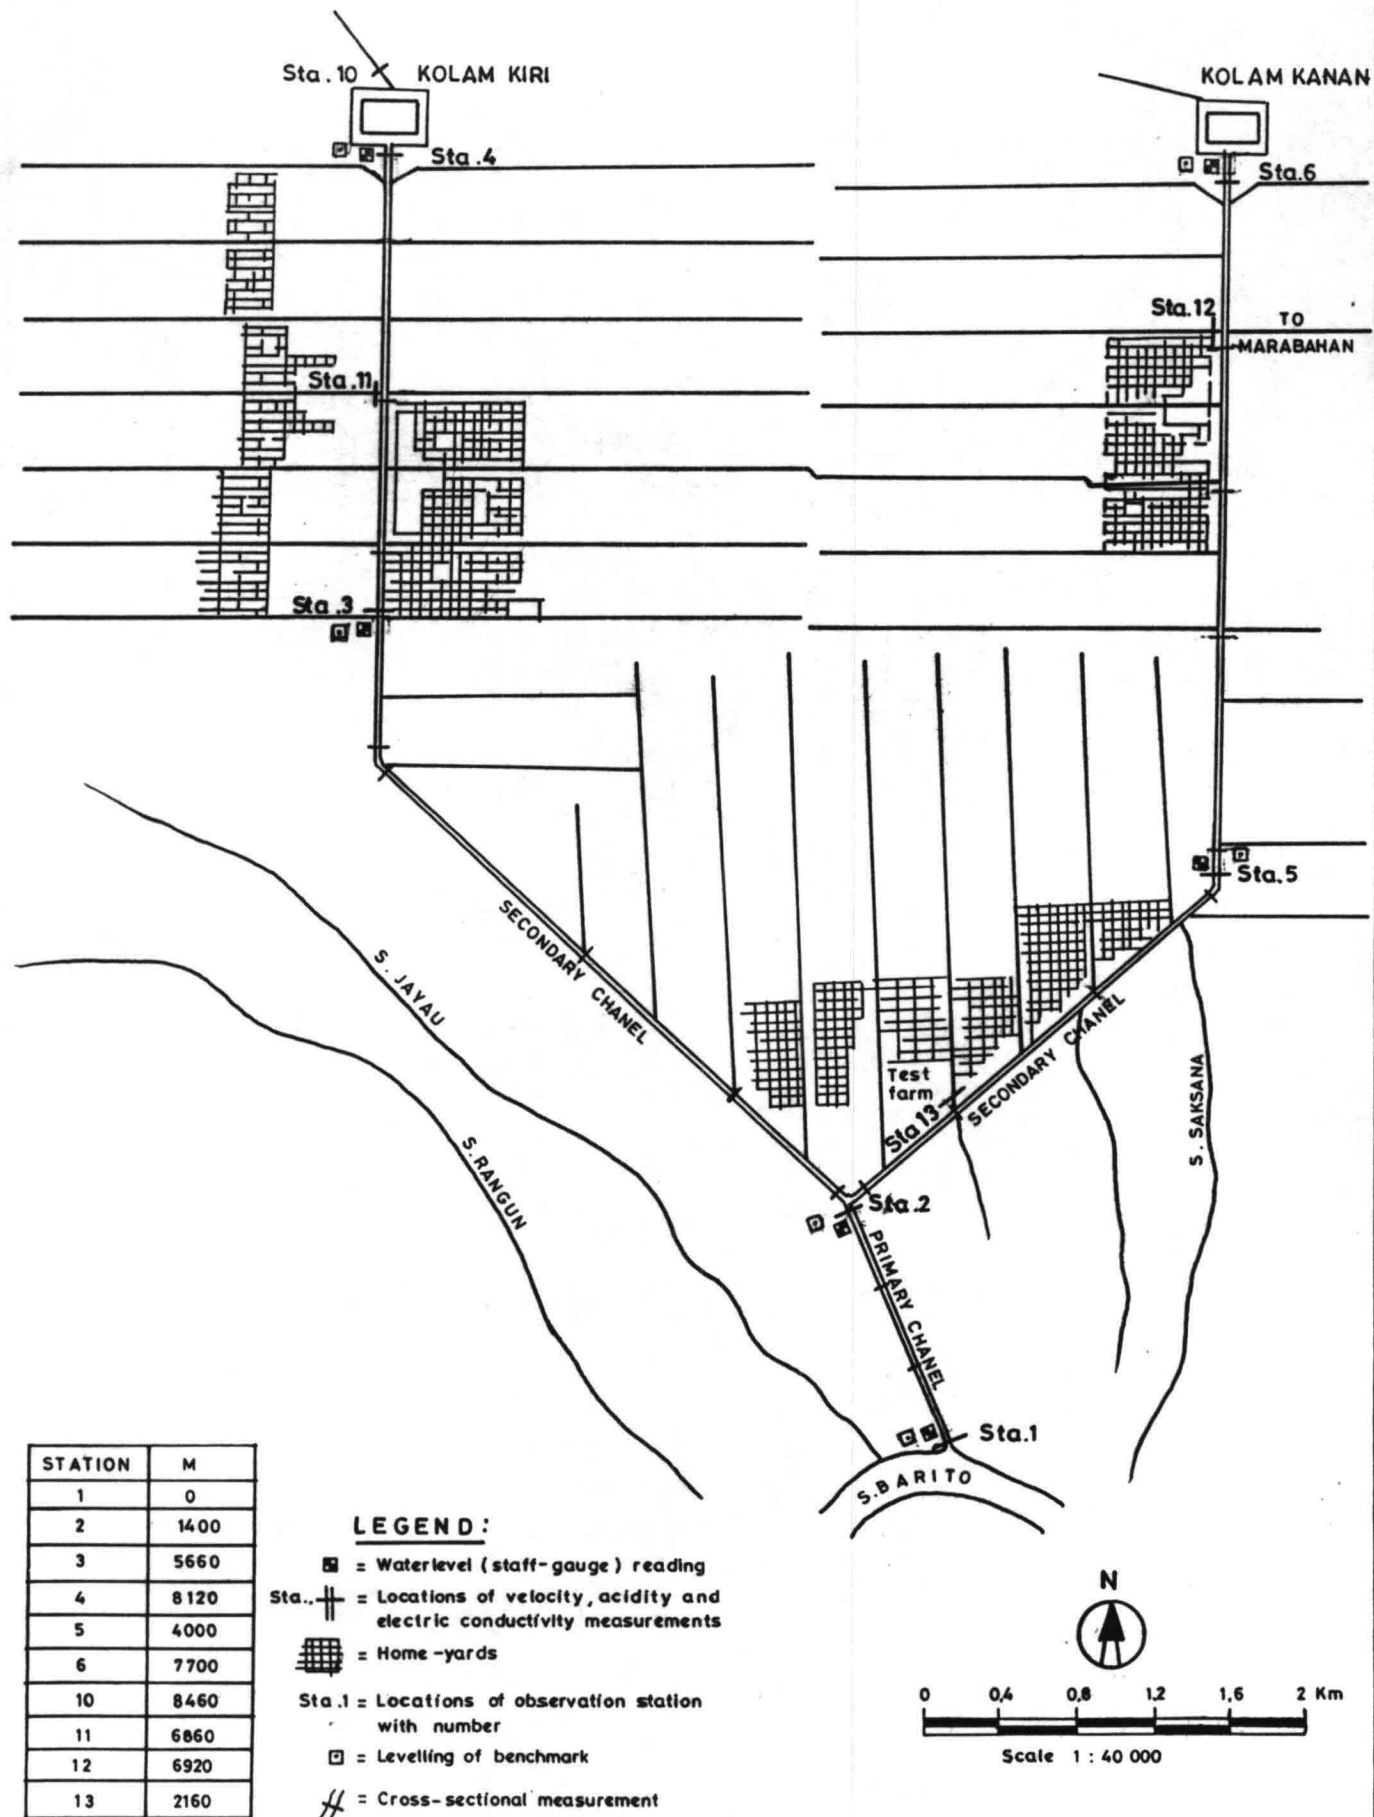 Sta.10
KOLAM KIRI
KOLAM KANAN
Sta.4
Sta.6
Sta.12
TO
MARABAHAN
Sta.11
Sta.3
Sta.5
SECONDARY CHANEL
S. JAYAU
S.RANGUN
Test
farm
Sta 13
SECONDARY CHANEL
S. SAKSANA
Sta.2
PRIMARY CHANEL
Sta.1
S.BARITO
STATION M
1 0
2 1400
3 5660
4 8120
5 4000
6 7700
10 8460
11 6860
12 6920
13 2160
LEGEND:
= Waterlevel (staff-gauge) reading
Sta.. = Locations of velocity, acidity and
electric conductivity measurements
= Home-yards
Sta.1 = Locations of observation station
with number
= Levelling of benchmark
= Cross-sectional measurement
N
0 0,4 0,8 1,2 1,6 2 Km
Scale 1 : 40 000